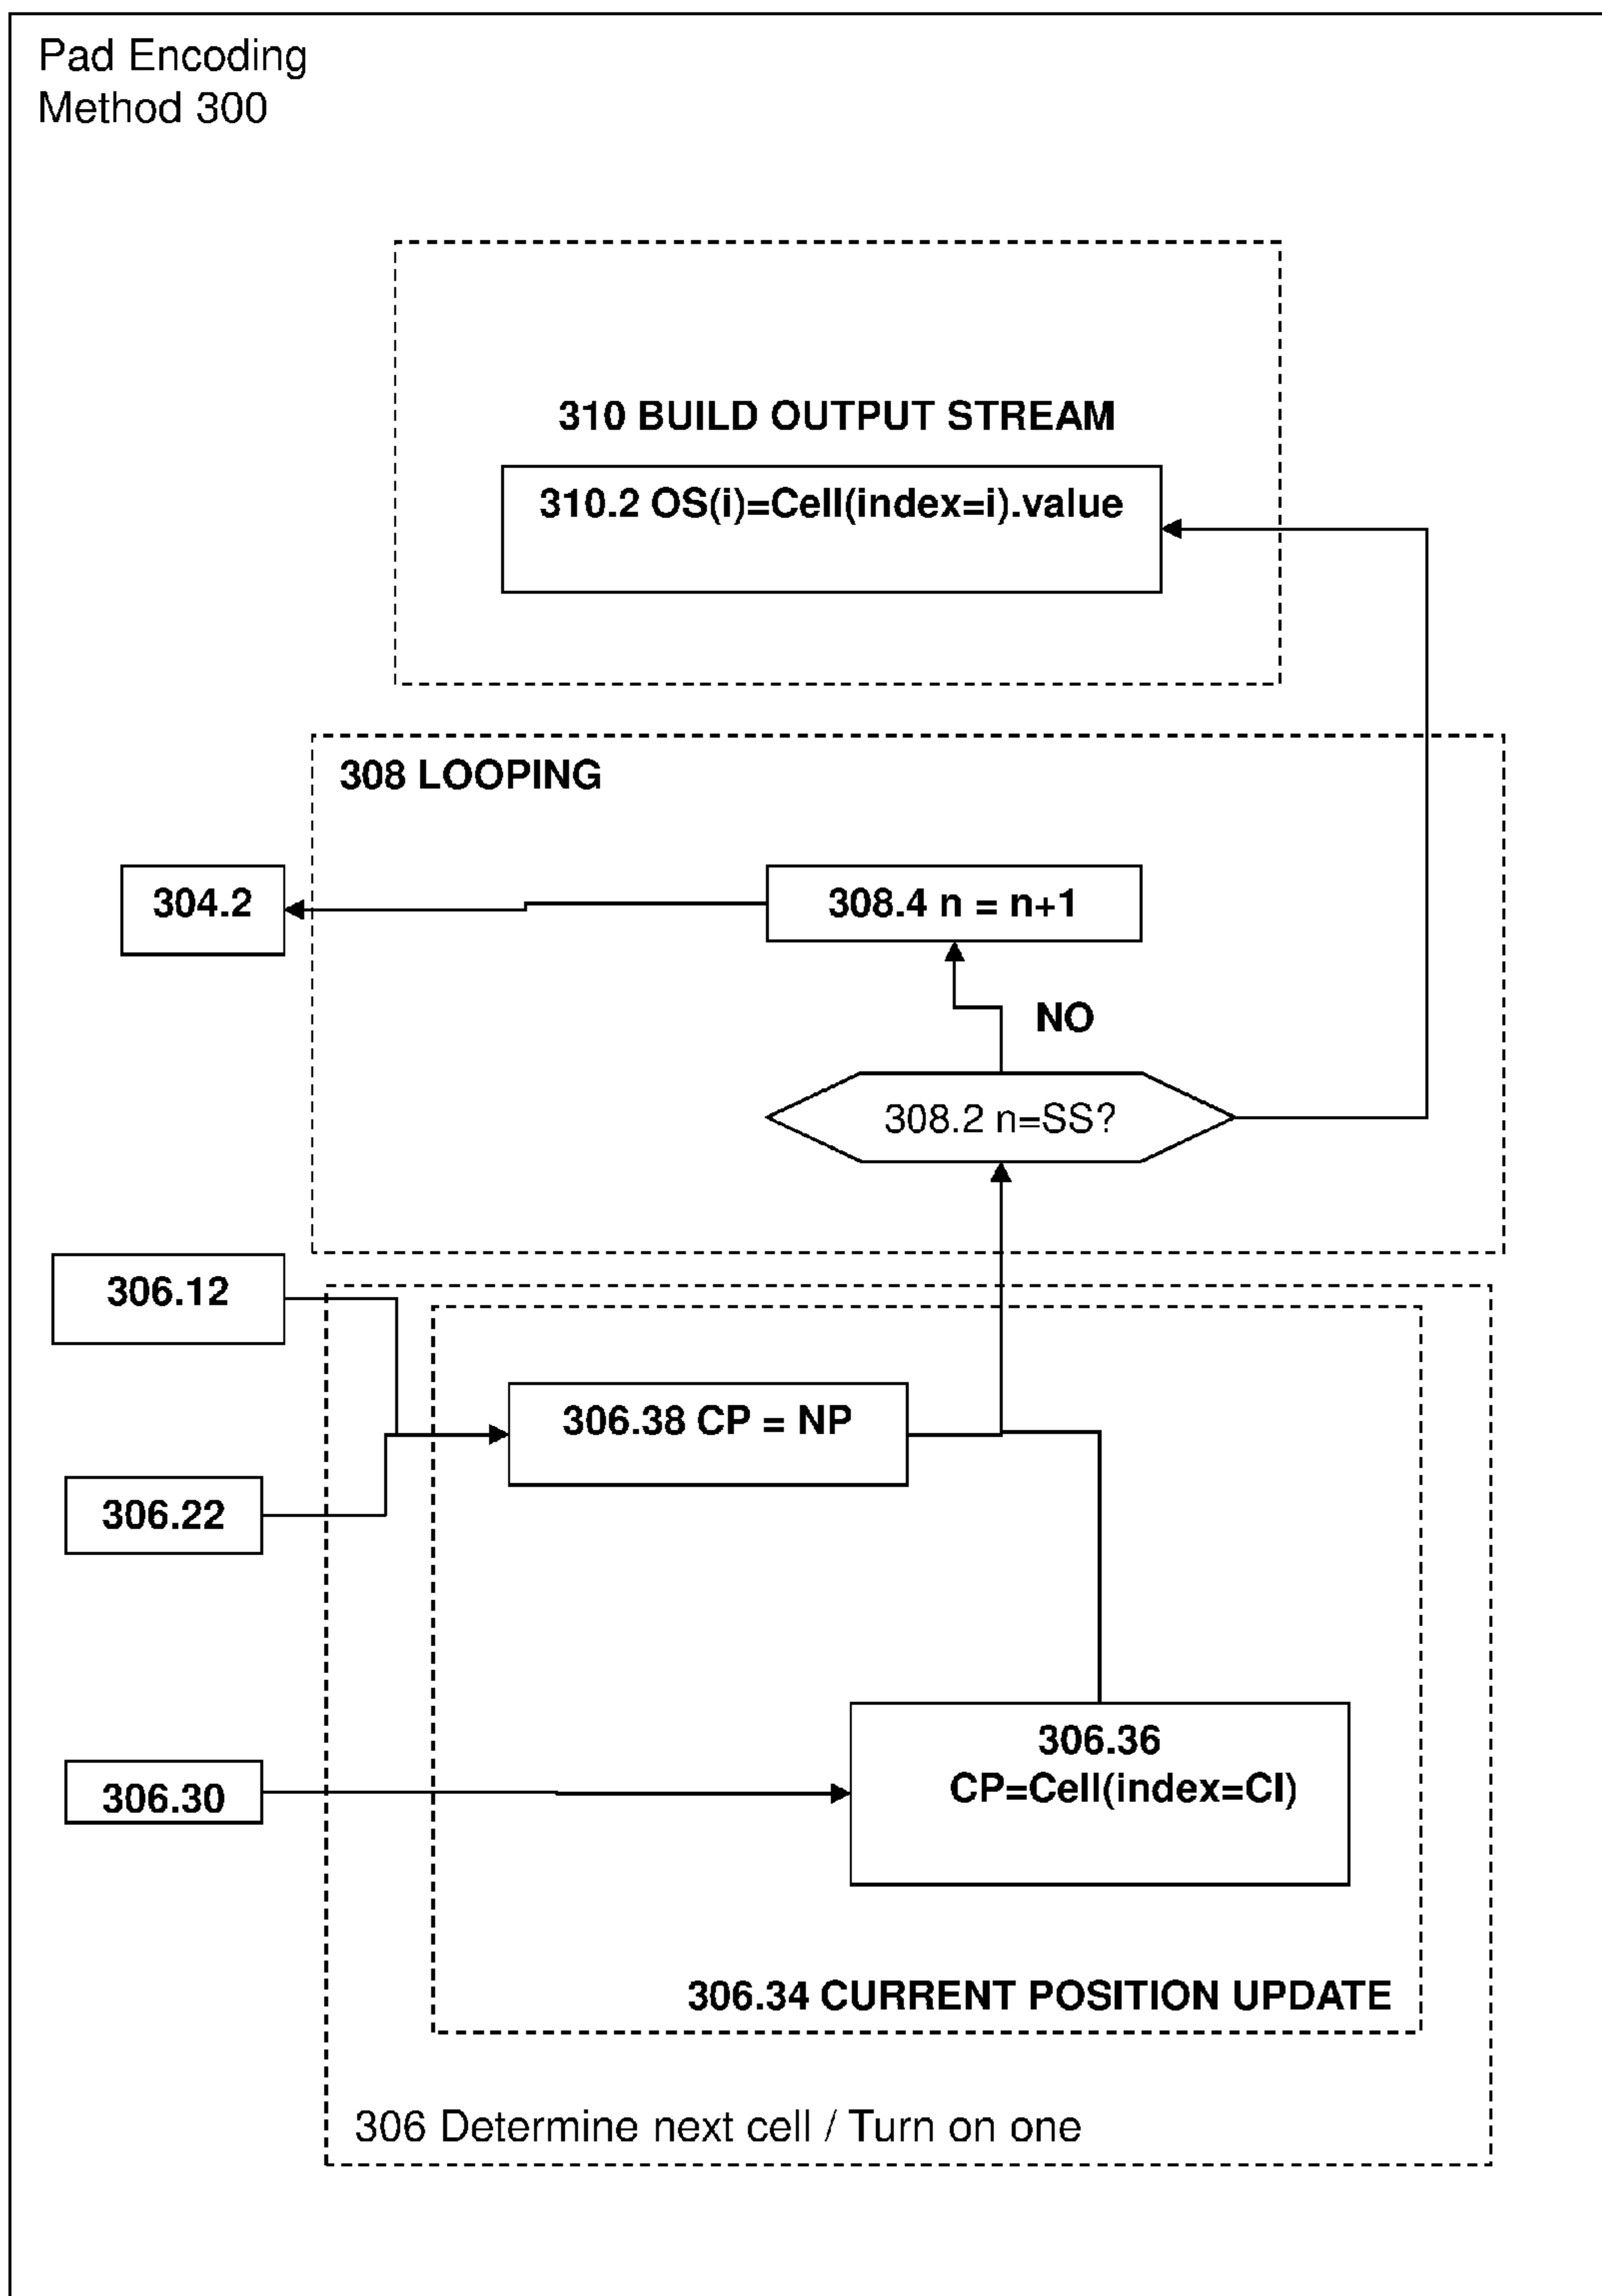 Pad Encoding
Method 300
310 BUILD OUTPUT STREAM
310.2 OS(i)=Cell(index=i).value
308 LOOPING
304.2
308.4 n = n+1
NO
308.2 n=SS?
306.12
306.38 CP = NP
306.22
306.36
CP=Cell(index=CI)
306.30
306.34 CURRENT POSITION UPDATE
306 Determine next cell / Turn on one